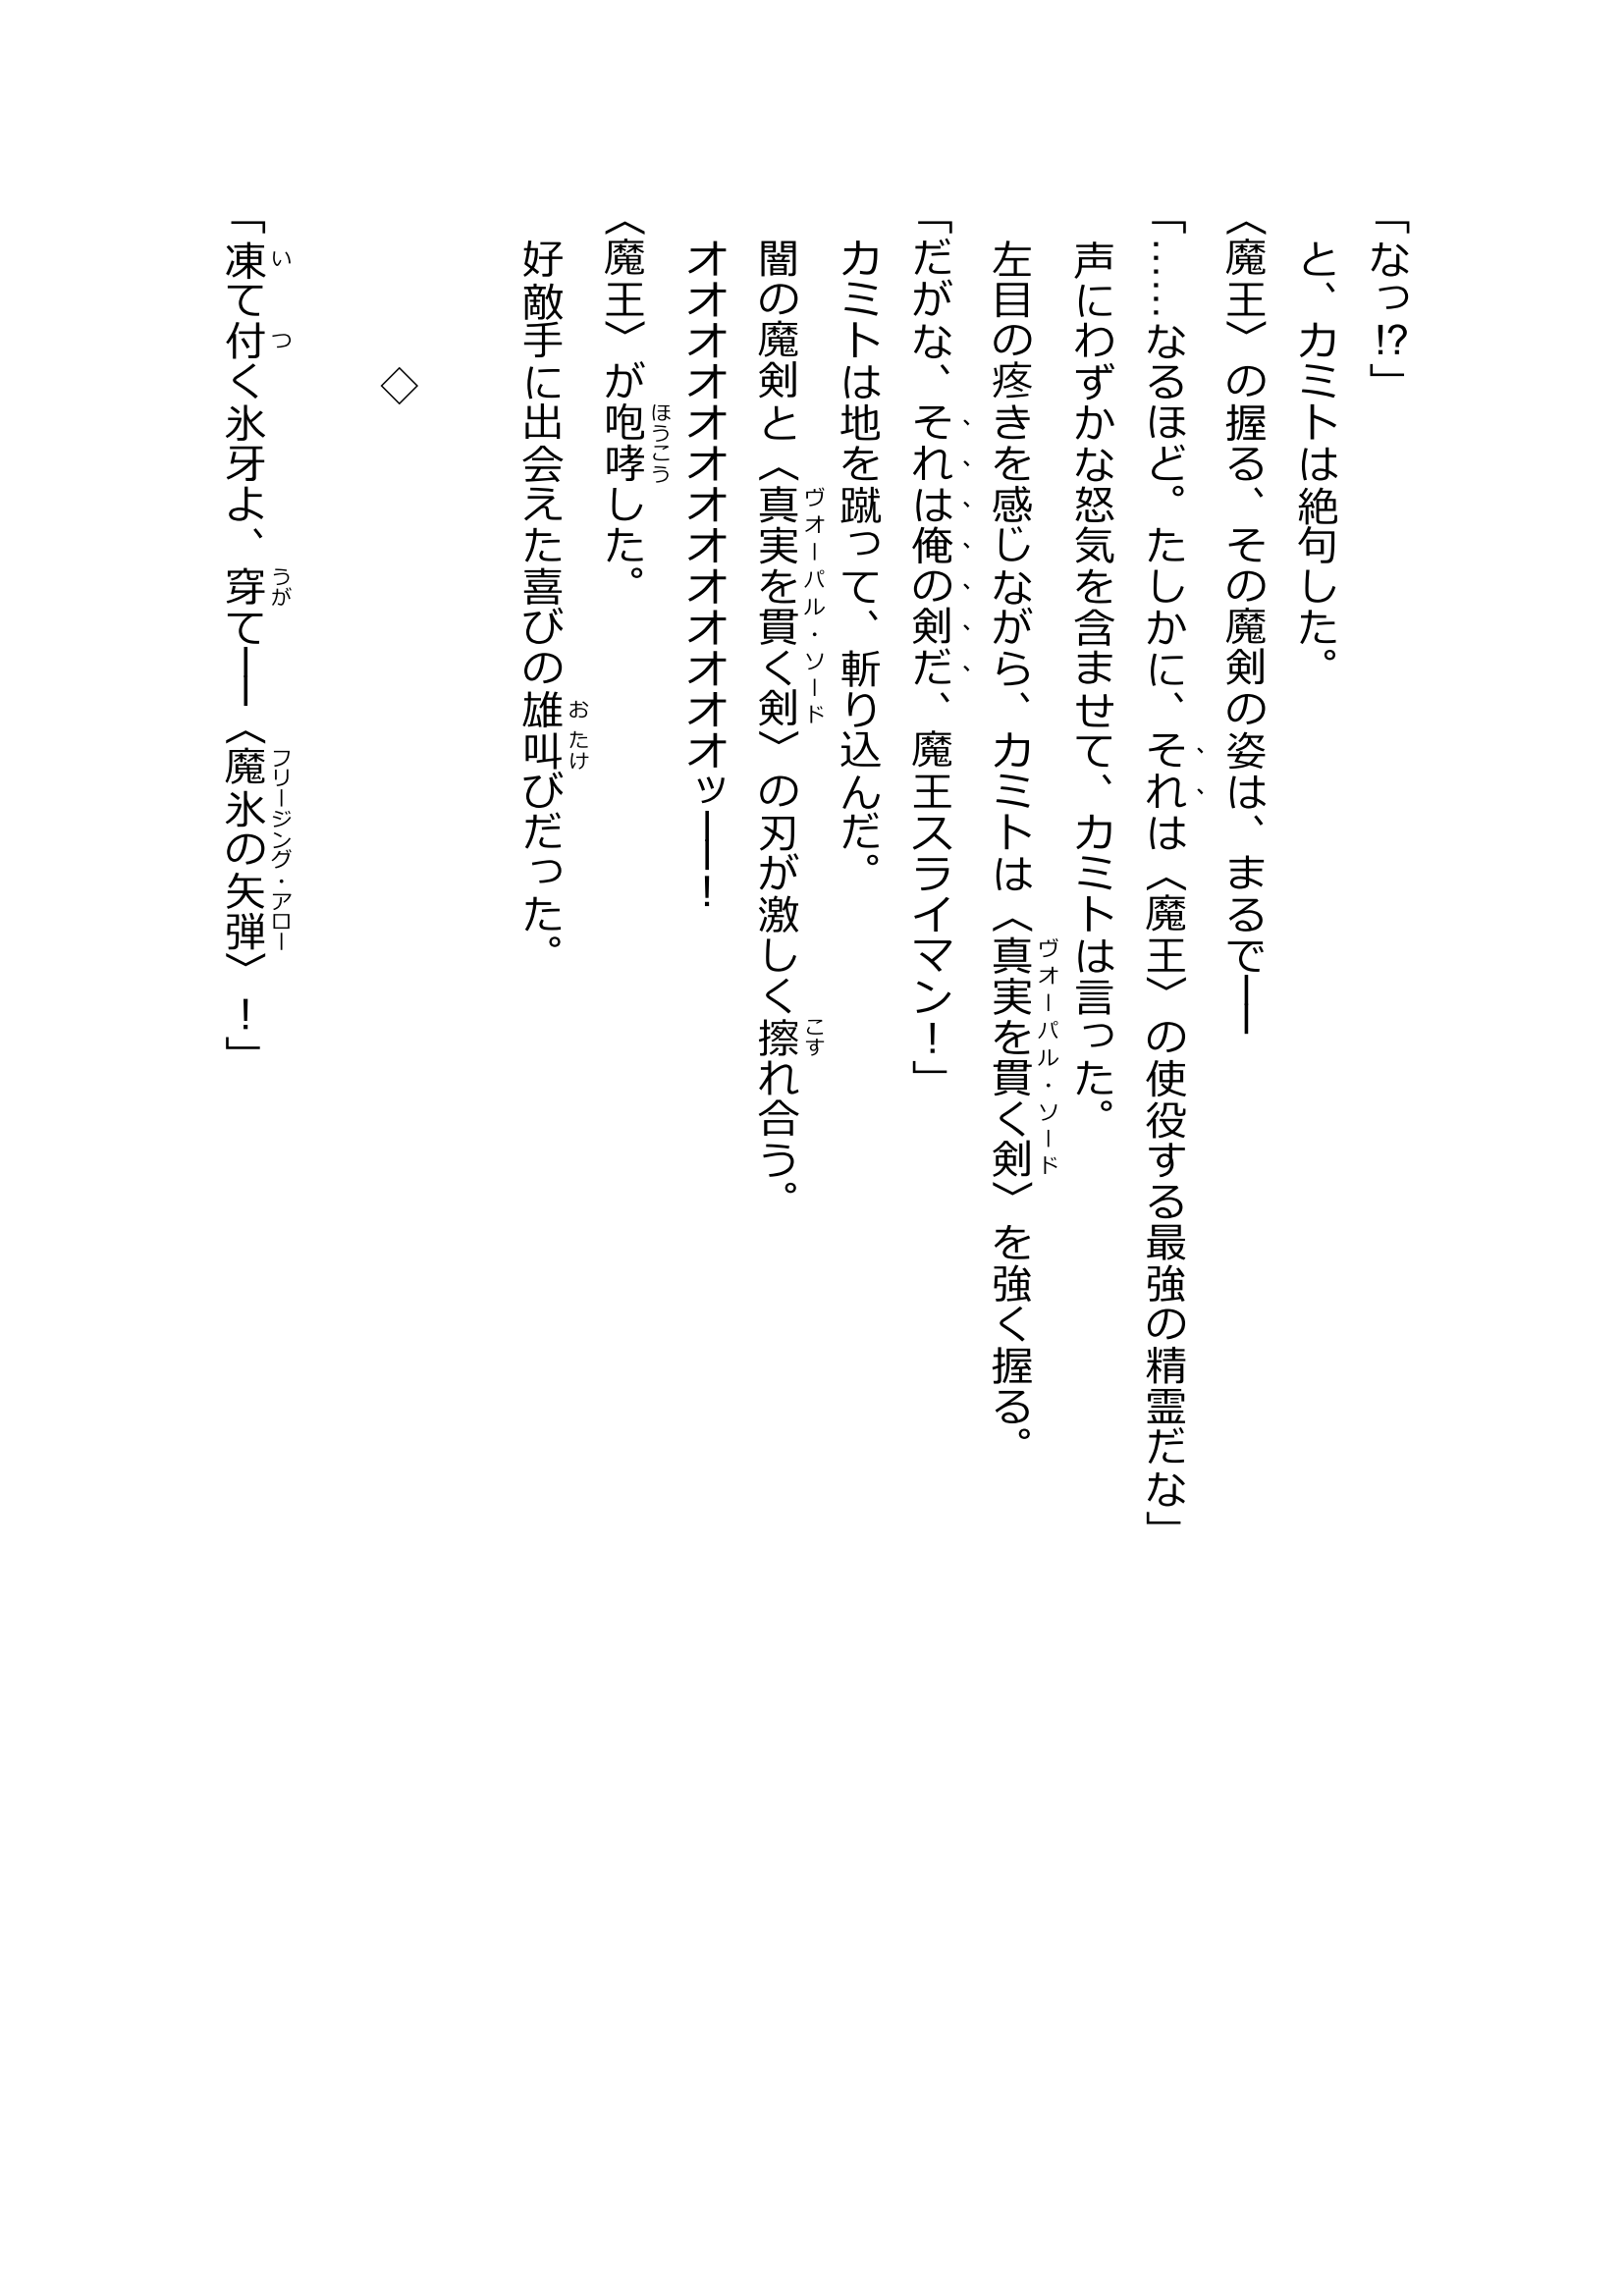 「なっ!?」
　と、カミトは絶句した。
〈魔王〉の握る、その魔剣の姿は、まるで――
「……なるほど。たしかに、それは〈魔王〉の使役する最強の精霊だな」
　声にわずかな怒気を含ませて、カミトは言った。
　左目の疼きを感じながら、カミトは〈真実を貫く剣〉を強く握る。
ヴォーパル・ソード
「だがな、それは俺の剣だ、魔王スライマン！」
　カミトは地を蹴って、斬り込んだ。
　闇の魔剣と〈真実を貫く剣〉の刃が激しく擦れ合う。
ヴォーパル・ソード
こす
　オオオオオオオオオオオオオッ――！
〈魔王〉が咆哮した。
ほうこう
　好敵手に出会えた喜びの雄叫びだった。
おたけ
◇
「凍て付く氷牙よ、穿て――〈魔氷の矢弾〉！」
い
つ
うが
フリージング・アロー